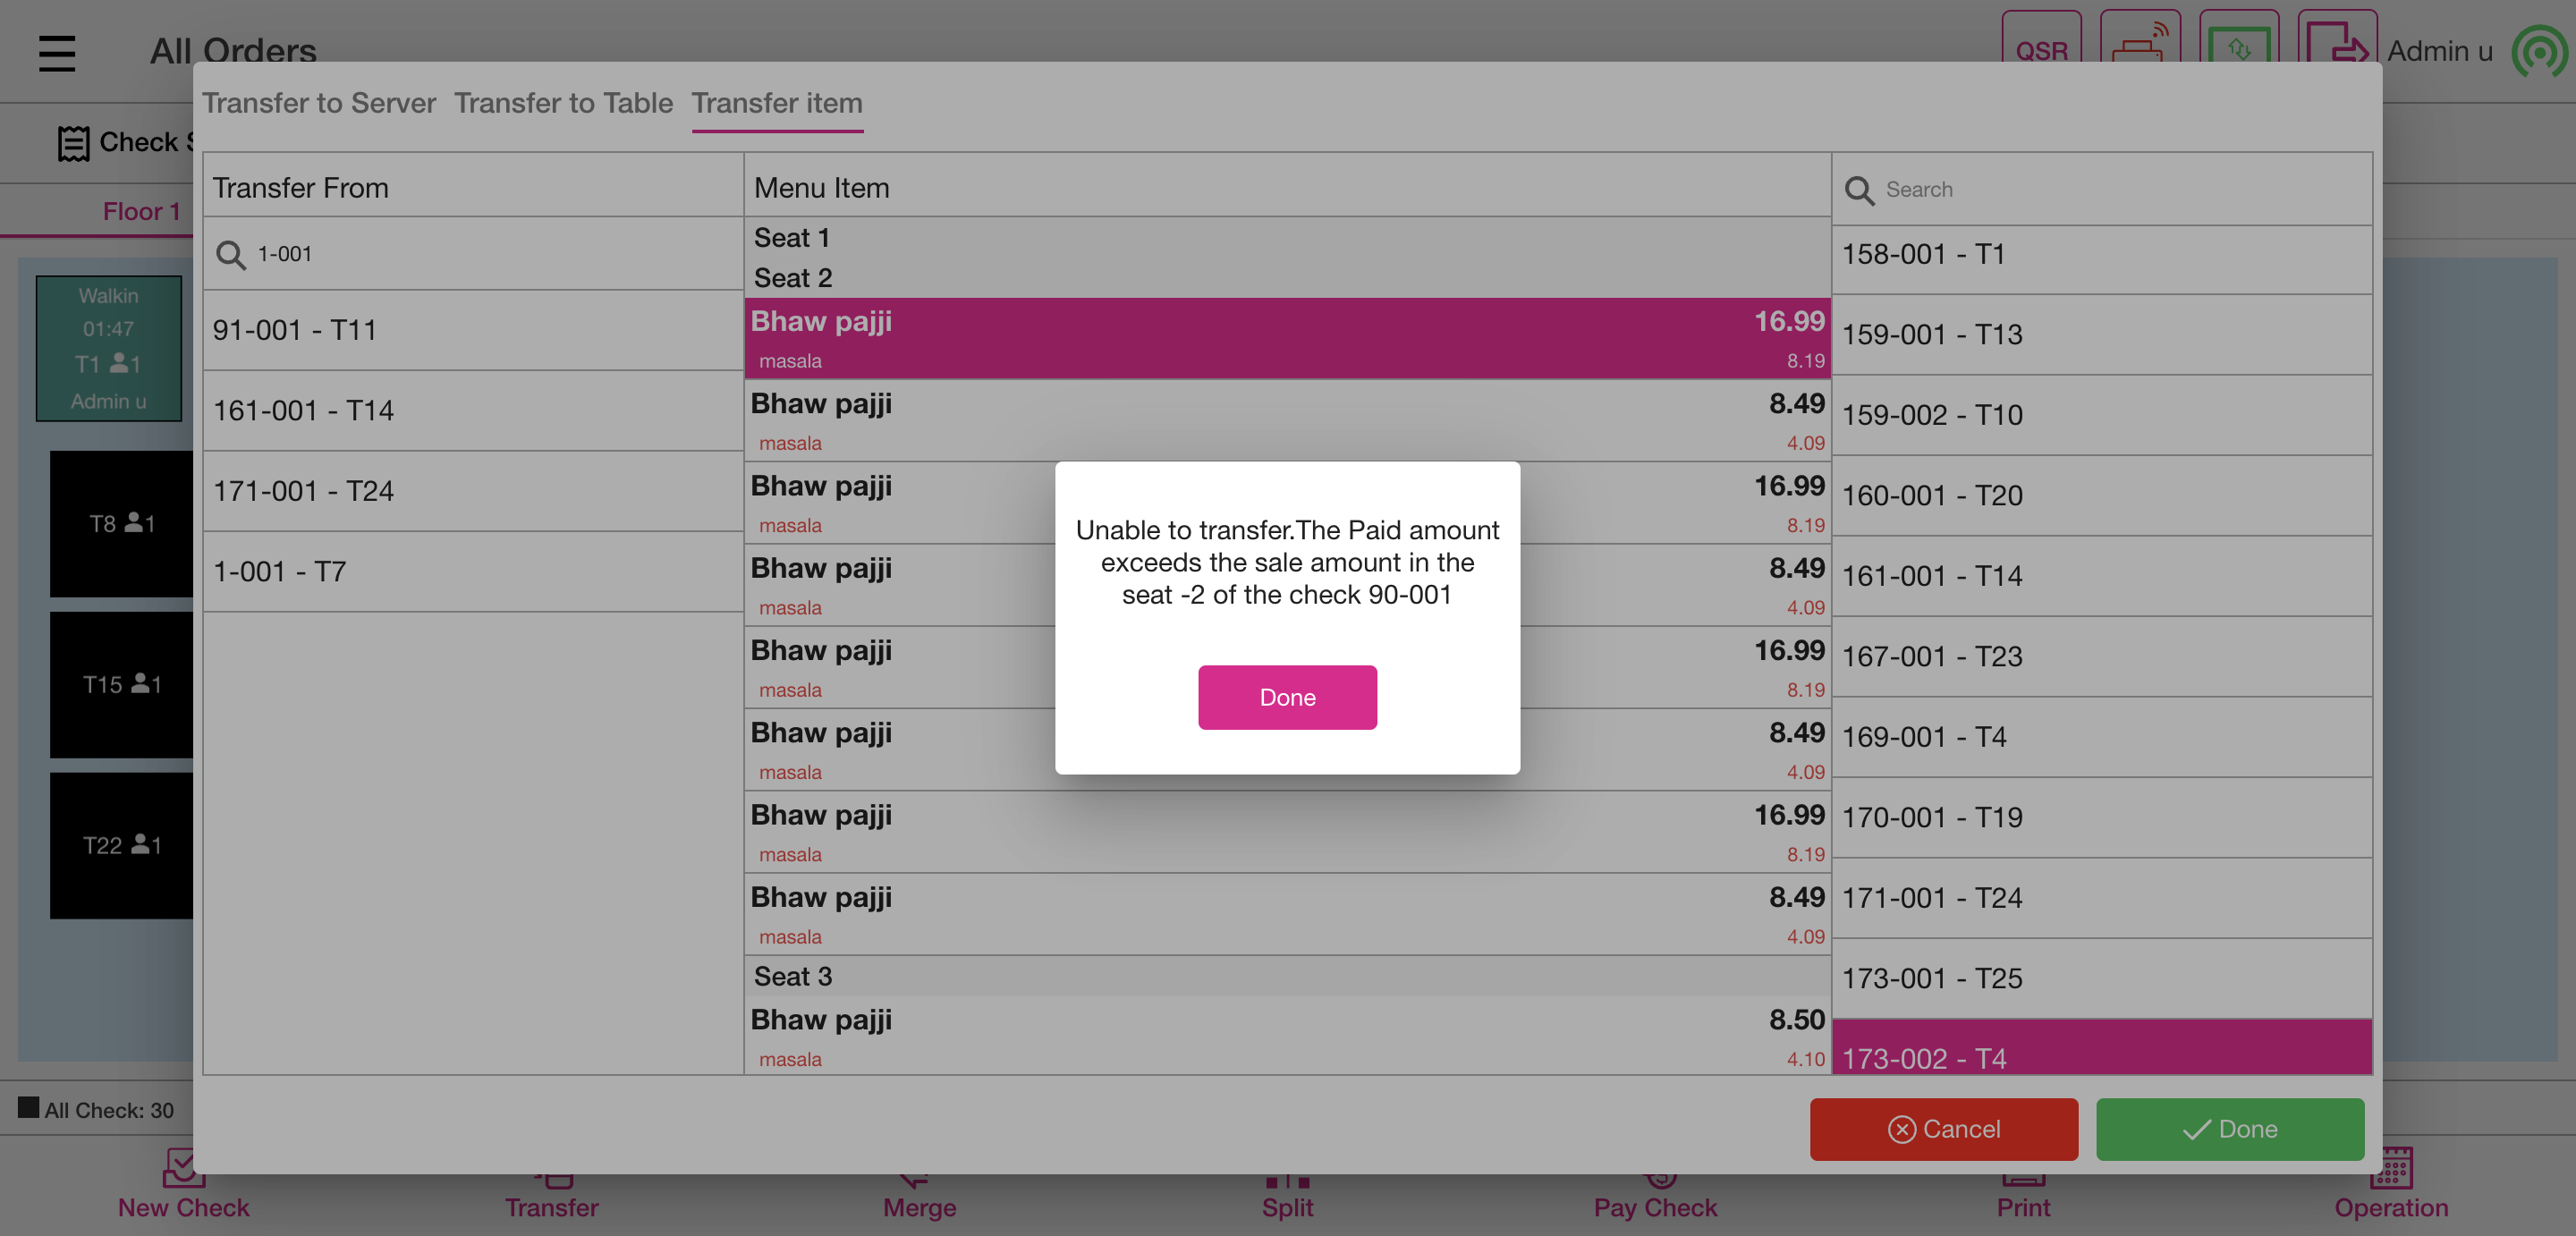 All Orders
QSR
Admin u
Transfer to Server Transfer to Table Transfer item
Check
Floor 1
Transfer From
1-001
91-001 - T11
161-001 - T14
171-001 - T24
1-001 - T7
Menu Item
Seat 1
Seat 2
Bhaw pajji 16.99
masala 8.19
Bhaw pajji 8.49
masala 4.09
Bhaw pajji 16.99
masala 8.19
Bhaw pajji 8.49
masala 4.09
Bhaw pajji 16.99
masala 8.19
Bhaw pajji 8.49
masala 4.09
Bhaw pajji 16.99
masala 8.19
Bhaw pajji 8.49
masala 4.09
Seat 3
Bhaw pajji 8.50
masala 4.10
Search
158-001 - T1
159-001 - T13
159-002 - T10
160-001 - T20
161-001 - T14
167-001 - T23
169-001 - T4
170-001 - T19
171-001 - T24
173-001 - T25
173-002 - T4
Unable to transfer.The Paid amount
exceeds the sale amount in the
seat -2 of the check 90-001
Done
Walkin
01:47
T1 1
Admin u
T8 1
T15 1
T22 1
All Check: 30
Cancel
Done
New Check
Transfer
Merge
Split
Pay Check
Print
Operation